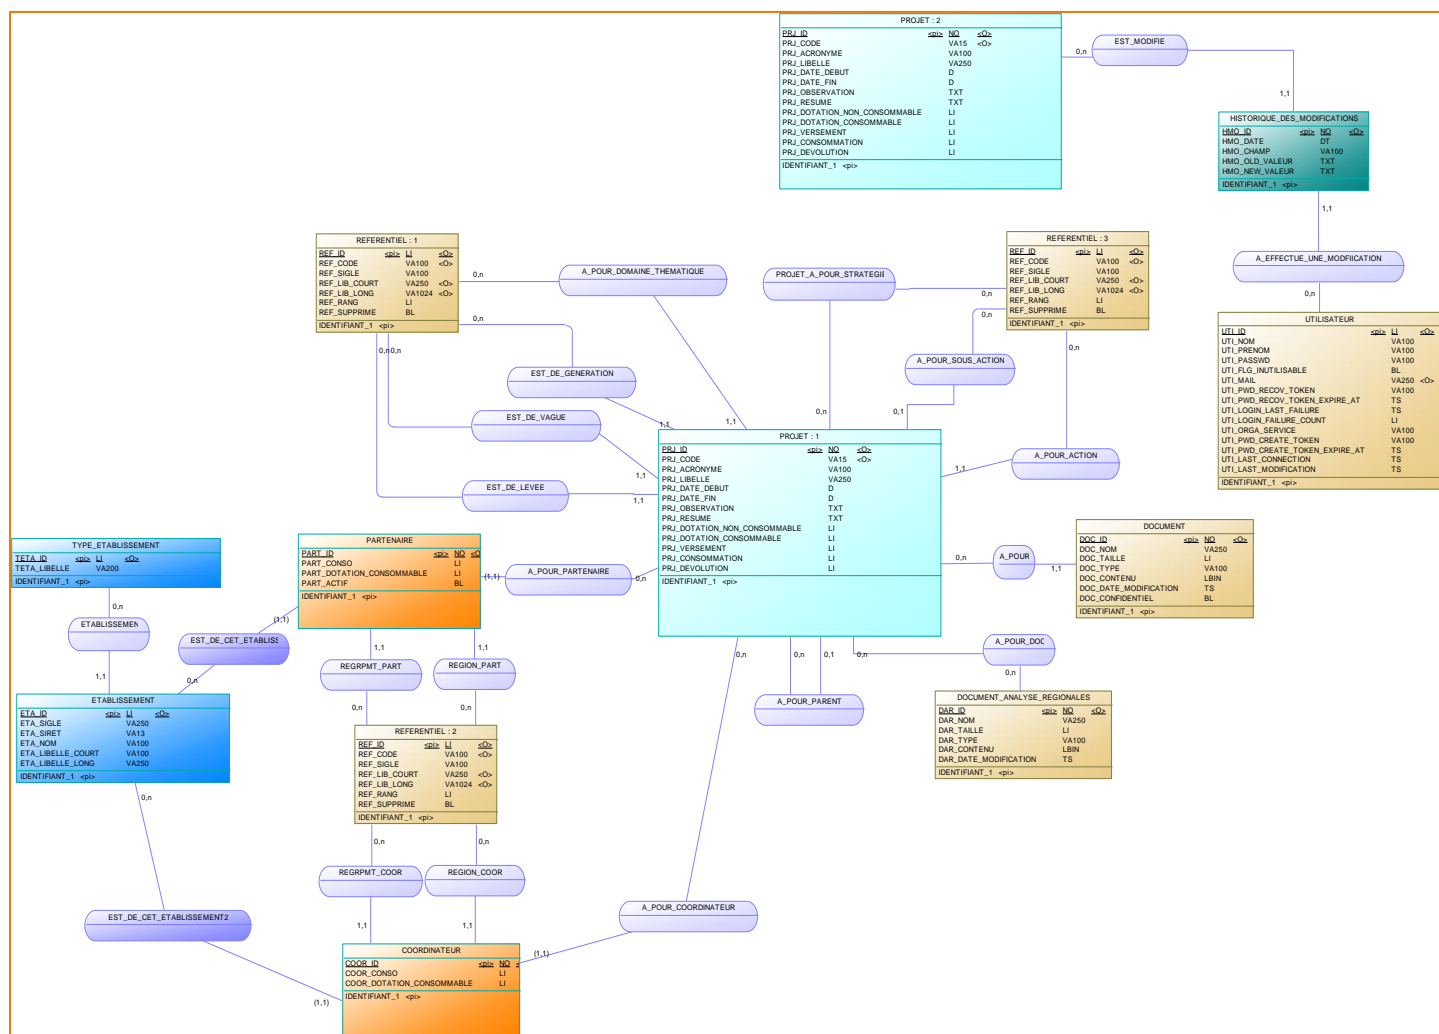 PROJET : 2
PRJ_ID <pi> NO <O>
PRJ_CODE VA15 <O>
PRJ_ACRONYME VA100
PRJ_LIBELLE VA250
PRJ_DATE_DEBUT D
PRJ_DATE_FIN D
PRJ_OBSERVATION TXT
PRJ_RESUME TXT
PRJ_DOTATION_NON_CONSOMMABLE LI
PRJ_DOTATION_CONSOMMABLE LI
PRJ_VERSEMENT LI
PRJ_CONSOMMATION LI
PRJ_DEVOLUTION LI
IDENTIFIANT_1 <pi>
0,n
EST_MODIFIE
1,1
HISTORIQUE_DES_MODIFICATIONS
HMO_ID <pi> NO <O>
HMO_DATE DT
HMO_CHAMP VA100
HMO_OLD_VALEUR TXT
HMO_NEW_VALEUR TXT
IDENTIFIANT_1 <pi>
1,1
A_EFFECTUE_UNE_MODFIICATION
0,n
UTILISATEUR
UTI_ID <pi> LI <O>
UTI_NOM VA100
UTI_PRENOM VA100
UTI_PASSWD VA100
UTI_FLG_INUTILISABLE BL
UTI_MAIL VA250 <O>
UTI_PWD_RECOV_TOKEN VA100
UTI_PWD_RECOV_TOKEN_EXPIRE_AT TS
UTI_LOGIN_LAST_FAILURE TS
UTI_LOGIN_FAILURE_COUNT LI
UTI_ORGA_SERVICE VA100
UTI_PWD_CREATE_TOKEN VA100
UTI_PWD_CREATE_TOKEN_EXPIRE_AT TS
UTI_LAST_CONNECTION TS
UTI_LAST_MODIFICATION TS
IDENTIFIANT_1 <pi>
REFERENTIEL : 1
REF_ID <pi> LI <O>
REF_CODE VA100 <O>
REF_SIGLE VA100
REF_LIB_COURT VA250 <O>
REF_LIB_LONG VA1024 <O>
REF_RANG LI
REF_SUPPRIME BL
IDENTIFIANT_1 <pi>
0,n
A_POUR_DOMAINE_THEMATIQUE
1,1
0,n
EST_DE_GENERATION
1,1
0,n
0,n
EST_DE_VAGUE
1,1
EST_DE_LEVEE
1,1
PROJET_A_POUR_STRATEGIE
0,n
0,n
REFERENTIEL : 3
REF_ID <pi> LI <O>
REF_CODE VA100 <O>
REF_SIGLE VA100
REF_LIB_COURT VA250 <O>
REF_LIB_LONG VA1024 <O>
REF_RANG LI
REF_SUPPRIME BL
IDENTIFIANT_1 <pi>
0,n
A_POUR_SOUS_ACTION
0,1
0,n
A_POUR_ACTION
1,1
PROJET : 1
PRJ_ID <pi> NO <O>
PRJ_CODE VA15 <O>
PRJ_ACRONYME VA100
PRJ_LIBELLE VA250
PRJ_DATE_DEBUT D
PRJ_DATE_FIN D
PRJ_OBSERVATION TXT
PRJ_RESUME TXT
PRJ_DOTATION_NON_CONSOMMABLE LI
PRJ_DOTATION_CONSOMMABLE LI
PRJ_VERSEMENT LI
PRJ_CONSOMMATION LI
PRJ_DEVOLUTION LI
IDENTIFIANT_1 <pi>
0,n
A_POUR
1,1
DOCUMENT
DOC_ID <pi> NO <O>
DOC_NOM VA250
DOC_TAILLE LI
DOC_TYPE VA100
DOC_CONTENU LBIN
DOC_DATE_MODIFICATION TS
DOC_CONFIDENTIEL BL
IDENTIFIANT_1 <pi>
0,n
A_POUR_DOC
0,n
DOCUMENT_ANALYSE_REGIONALES
DAR_ID <pi> NO <O>
DAR_NOM VA250
DAR_TAILLE LI
DAR_TYPE VA100
DAR_CONTENU LBIN
DAR_DATE_MODIFICATION TS
IDENTIFIANT_1 <pi>
0,n
0,1
A_POUR_PARENT
TYPE_ETABLISSEMENT
TETA_ID <pi> LI <O>
TETA_LIBELLE VA200
IDENTIFIANT_1 <pi>
0,n
ETABLISSEMEN
1,1
PARTENAIRE
PART_ID <pi> NO <O
PART_CONSO LI
PART_DOTATION_CONSOMMABLE LI
PART_ACTIF BL
IDENTIFIANT_1 <pi>
(1,1)
A_POUR_PARTENAIRE
0,n
(1,1)
EST_DE_CET_ETABLISS
0,n
ETABLISSEMENT
ETA_ID <pi> LI <O>
ETA_SIGLE VA250
ETA_SIRET VA13
ETA_NOM VA100
ETA_LIBELLE_COURT VA100
ETA_LIBELLE_LONG VA250
IDENTIFIANT_1 <pi>
1,1
REGRPMT_PART
0,n
1,1
REGION_PART
0,n
REFERENTIEL : 2
REF_ID <pi> LI <O>
REF_CODE VA100 <O>
REF_SIGLE VA100
REF_LIB_COURT VA250 <O>
REF_LIB_LONG VA1024 <O>
REF_RANG LI
REF_SUPPRIME BL
IDENTIFIANT_1 <pi>
0,n
REGRPMT_COOR
1,1
0,n
REGION_COOR
1,1
0,n
EST_DE_CET_ETABLISSEMENT2
(1,1)
0,n
A_POUR_COORDINATEUR
(1,1)
COORDINATEUR
COOR_ID <pi> NO <
COOR_CONSO LI
COOR_DOTATION_CONSOMMABLE LI
IDENTIFIANT_1 <pi>